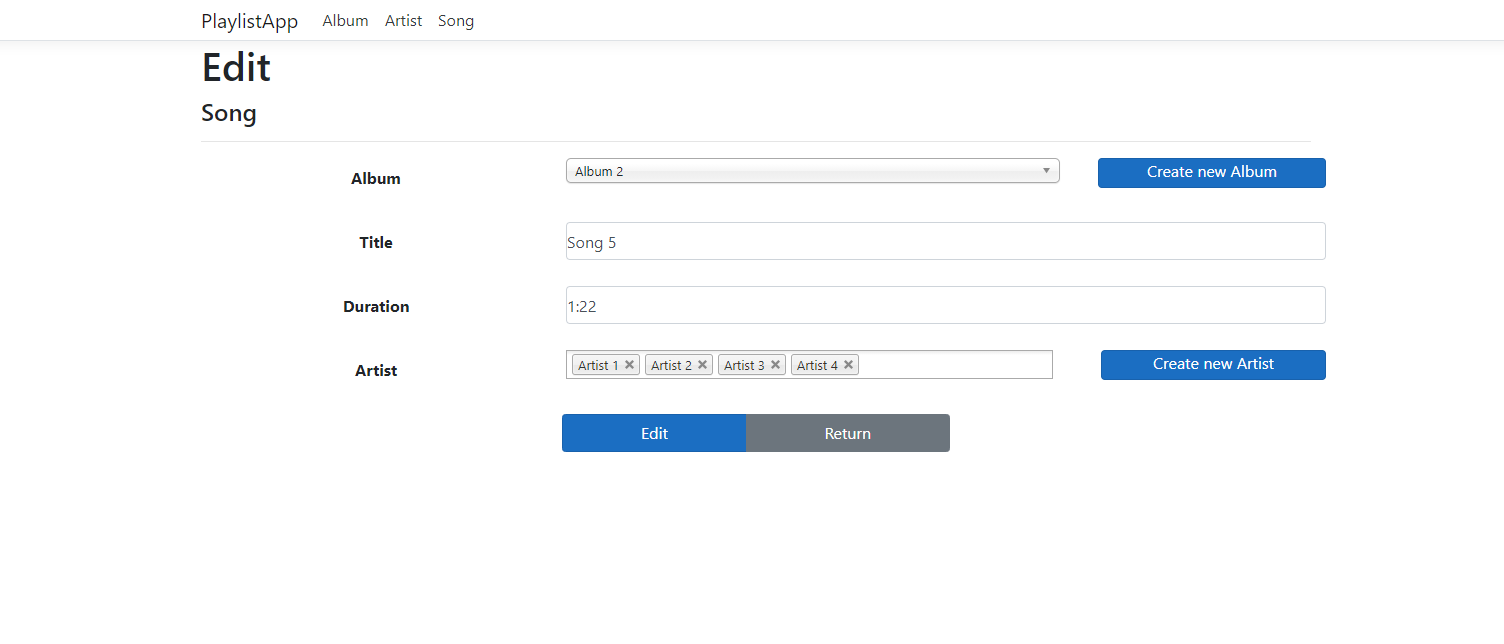 PlaylistApp Album Artist Song
Edit
Song
Album Album 2 Create new Album
Title Song 5
Duration 1:22
Artist Artist 1 Artist 2 Artist 3 Artist 4 Create new Artist
Edit Return